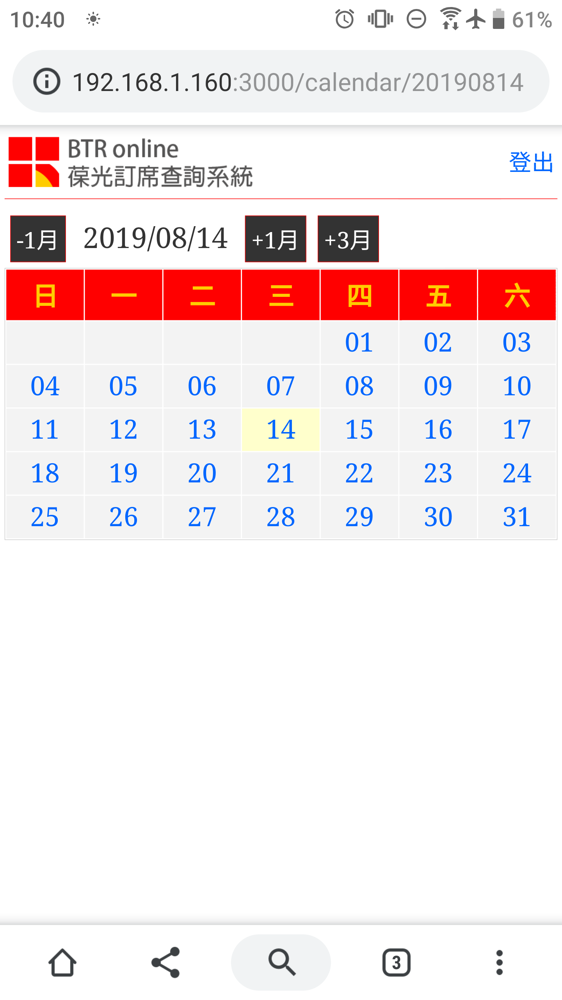 10:40 61%
192.168.1.160:3000/calendar/20190814
BTR online
葆光訂席查詢系統
登出
-1月 2019/08/14 +1月 +3月
日 一 二 三 四 五 六
01 02 03
04 05 06 07 08 09 10
11 12 13 14 15 16 17
18 19 20 21 22 23 24
25 26 27 28 29 30 31
3